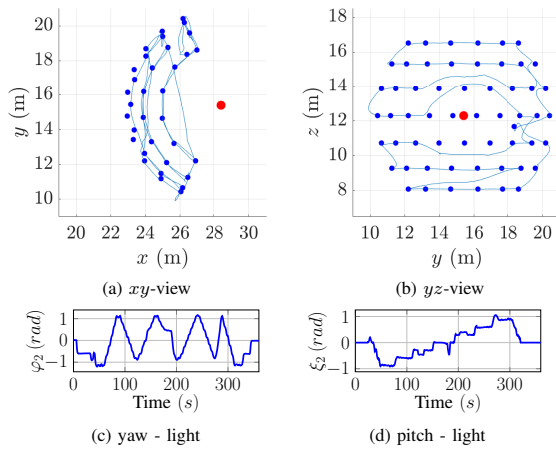 20
18
16
14
12
10
y (m)
20 22 24 26 28 30
x (m)
(a) xy-view
18
16
14
12
10
8
z (m)
10 12 14 16 18 20
y (m)
(b) yz-view
1
0
−1
φ₂ (rad)
0 100 200 300
Time (s)
(c) yaw - light
1
0
−1
ξ₂ (rad)
0 100 200 300
Time (s)
(d) pitch - light